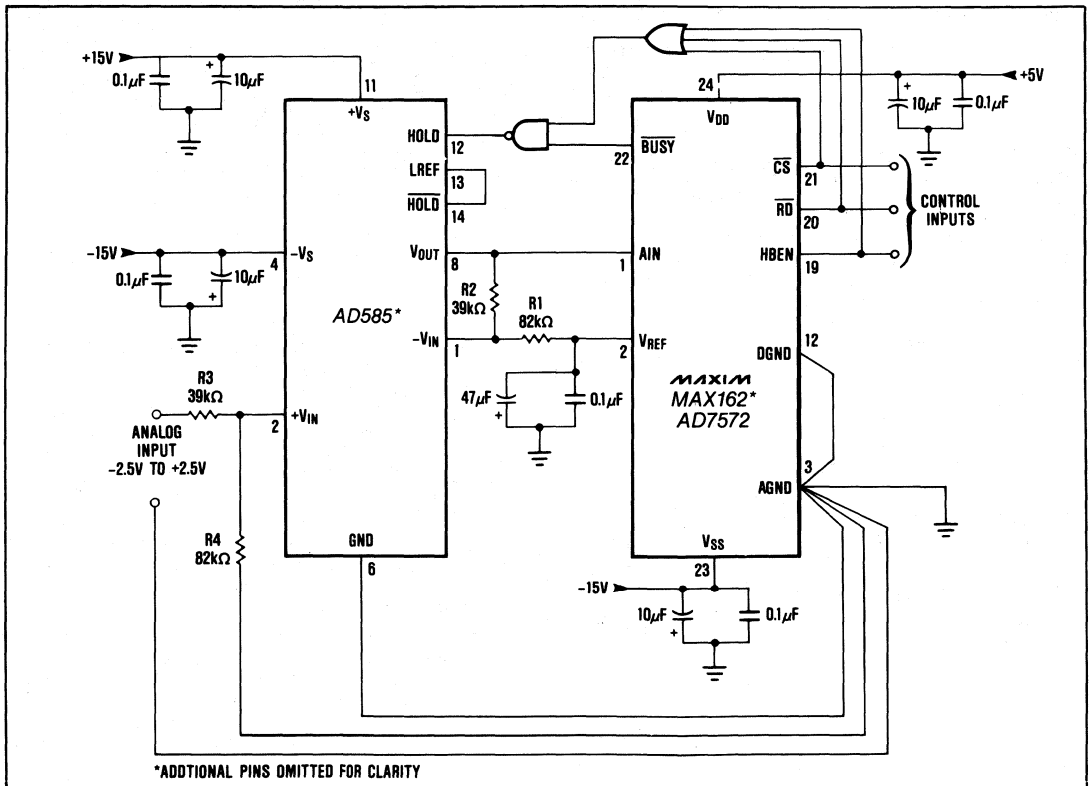 +15V
0.1µF
+
10µF
11
+VS
HOLD
12
LREF
13
HOLD
14
-15V
4
-VS
0.1µF
10µF
+
VOUT
8
AD585*
-VIN
1
R2
39kΩ
R1
82kΩ
47µF
+
0.1µF
R3
39kΩ
2
+VIN
ANALOG
INPUT
-2.5V TO +2.5V
R4
82kΩ
GND
6
24
VDD
+5V
+
10µF
0.1µF
22
BUSY
CS
21
RD
20
HBEN
19
CONTROL
INPUTS
1
AIN
2
VREF
MAXIM
MAX162*
AD7572
12
DGND
3
AGND
VSS
23
-15V
10µF
+
0.1µF
*ADDTIONAL PINS OMITTED FOR CLARITY